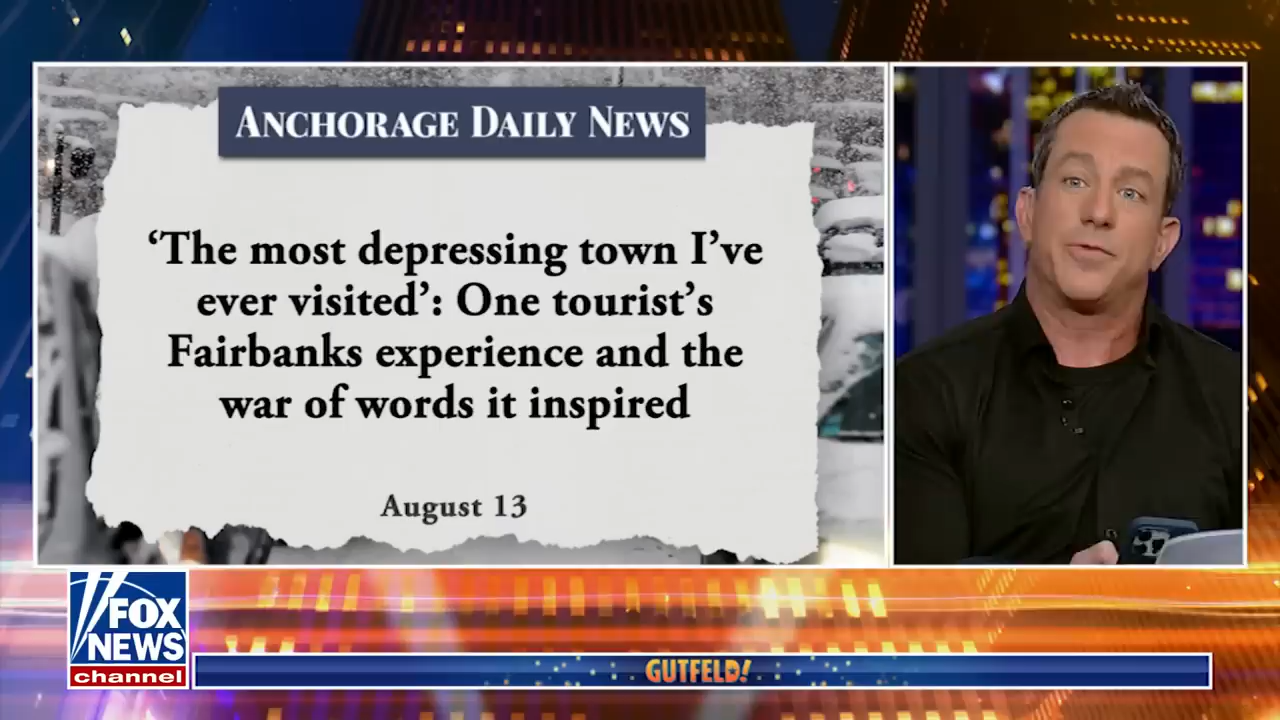 ANCHORAGE DAILY NEWS
‘The most depressing town I’ve
ever visited’: One tourist’s
Fairbanks experience and the
war of words it inspired
August 13
FOX
NEWS
channel
GUTFELD!